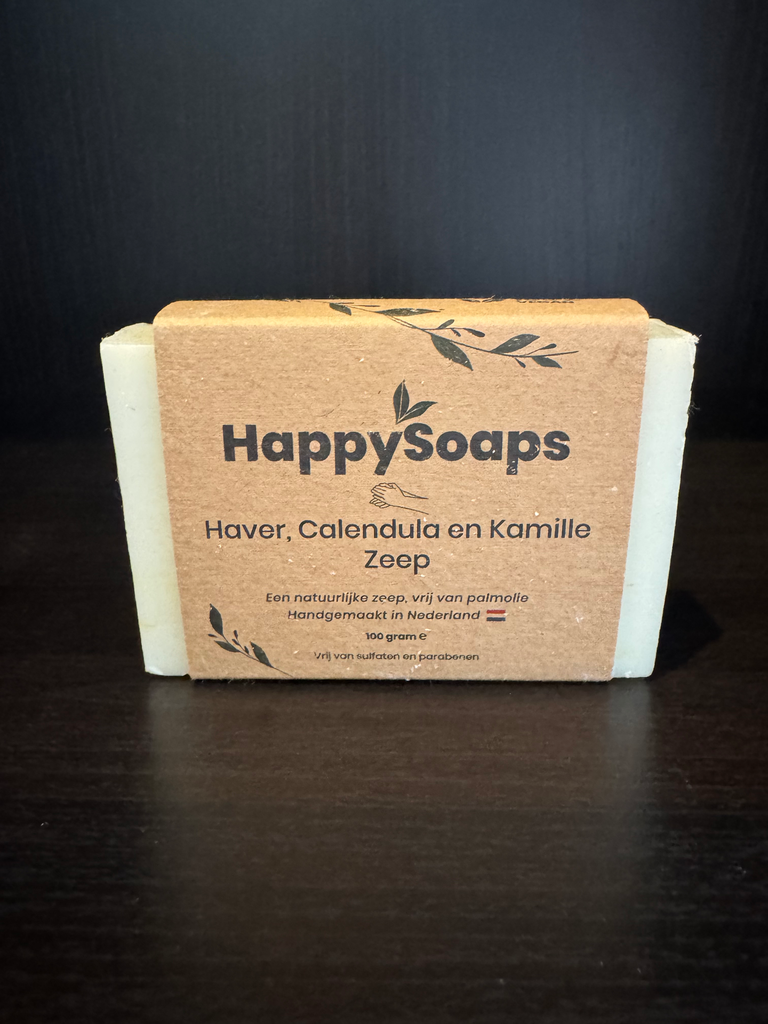 VEGAN
HappySoaps
Haver, Calendula en Kamille
Zeep
Een natuurlijke zeep, vrij van palmolie
Handgemaakt in Nederland
100 gram ℮
Vrij van sulfaten en parabenen